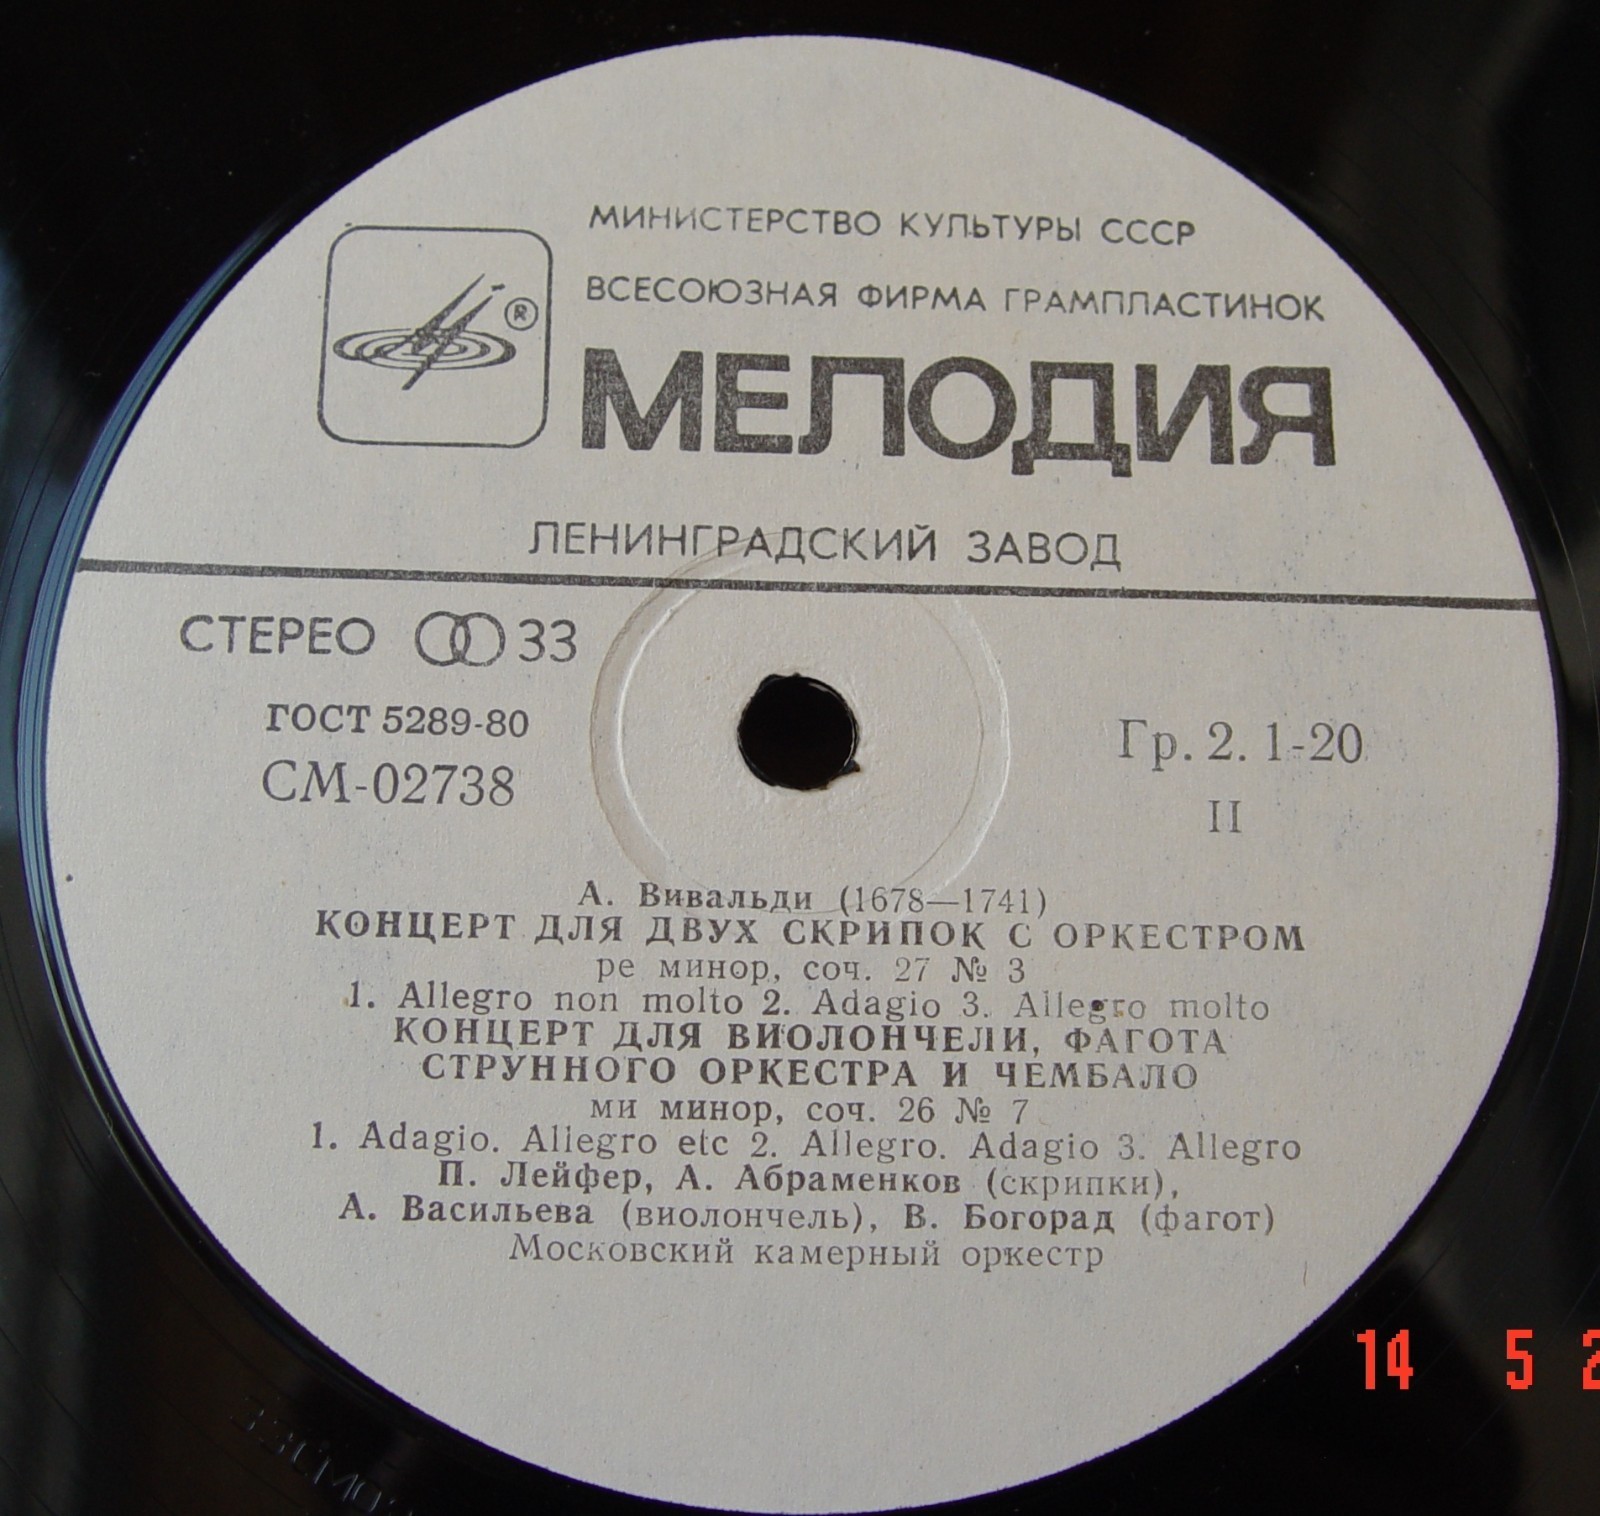 МИНИСТЕРСТВО КУЛЬТУРЫ СССР
ВСЕСОЮЗНАЯ ФИРМА ГРАМПЛАСТИНОК
®
МЕЛОДИЯ
ЛЕНИНГРАДСКИЙ ЗАВОД
СТЕРЕО 33
ГОСТ 5289-80
СМ-02738
Гр. 2. 1-20
II
А. Вивальди (1678—1741)
КОНЦЕРТ ДЛЯ ДВУХ СКРИПОК С ОРКЕСТРОМ
ре минор, соч. 27 № 3
1. Allegro non molto 2. Adagio 3. Allegro molto
КОНЦЕРТ ДЛЯ ВИОЛОНЧЕЛИ, ФАГОТА
СТРУННОГО ОРКЕСТРА И ЧЕМБАЛО
ми минор, соч. 26 № 7
1. Adagio. Allegro etc 2. Allegro. Adagio 3. Allegro
П. Лейфер, А. Абраменков (скрипки),
А. Васильева (виолончель), В. Богорад (фагот)
Московский камерный оркестр
14 5